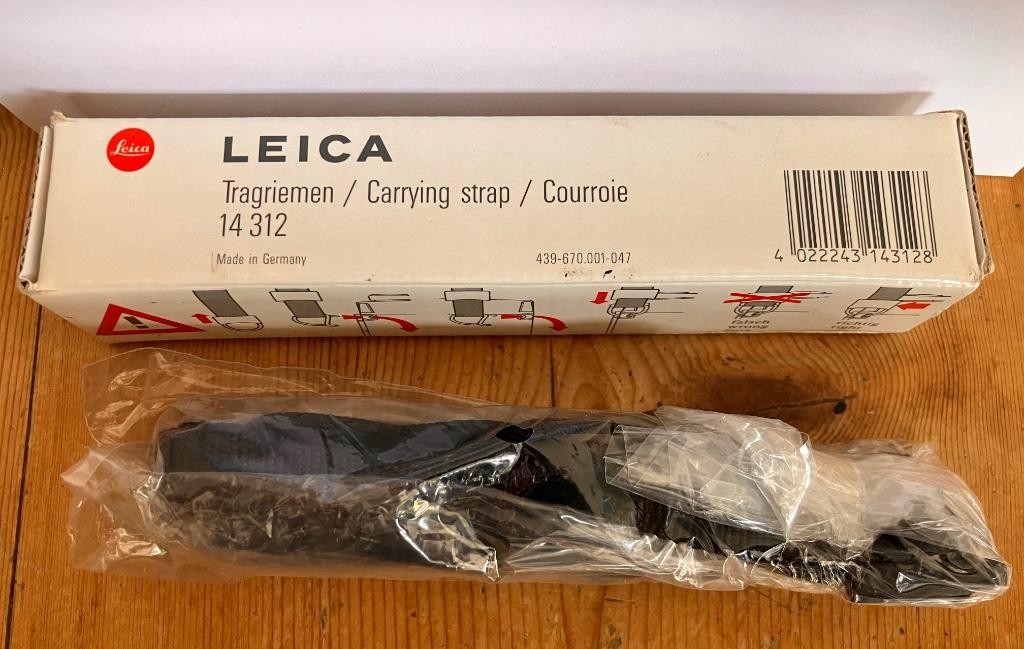 Leica
LEICA
Tragriemen / Carrying strap / Courroie
14 312
Made in Germany
439-670.001-047
4 022243 143128
falsch
wrong
right